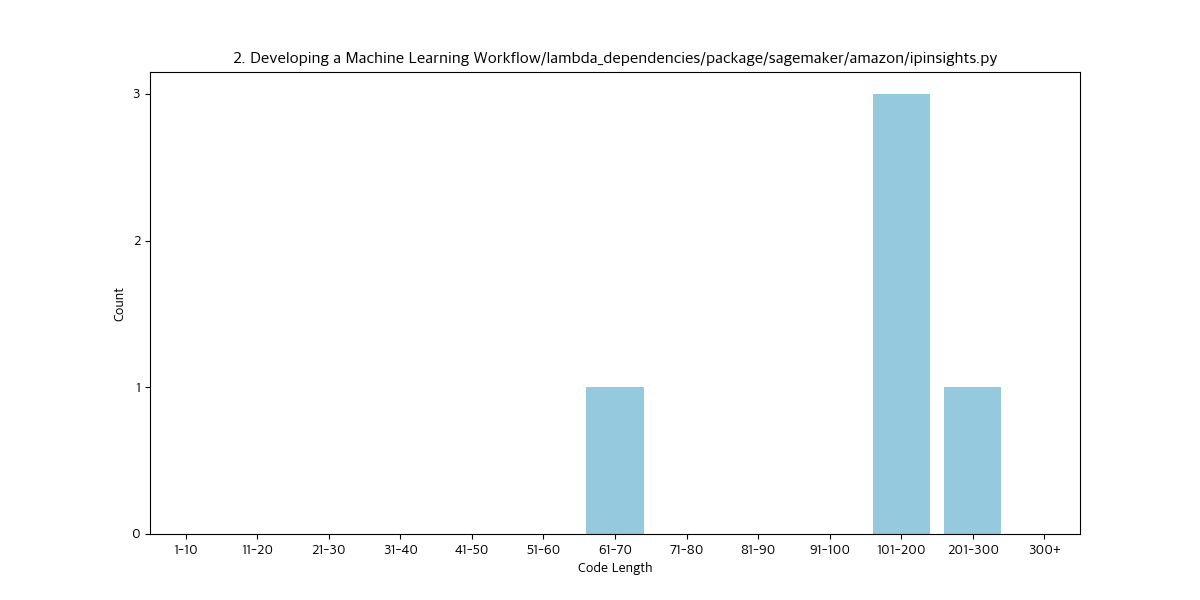 2. Developing a Machine Learning Workflow/lambda_dependencies/package/sagemaker/amazon/ipinsights.py
3
2
1
0
Count
1-10 11-20 21-30 31-40 41-50 51-60 61-70 71-80 81-90 91-100 101-200 201-300 300+
Code Length